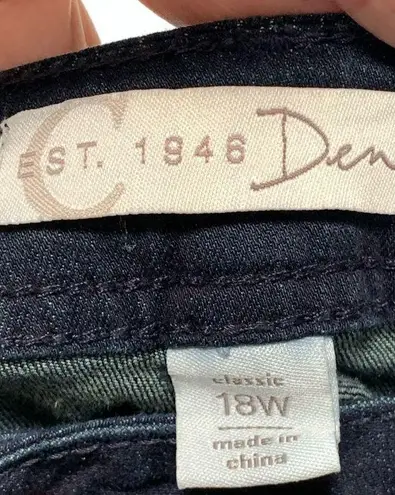 C EST. 1946 Den
classic
18W
made in
china